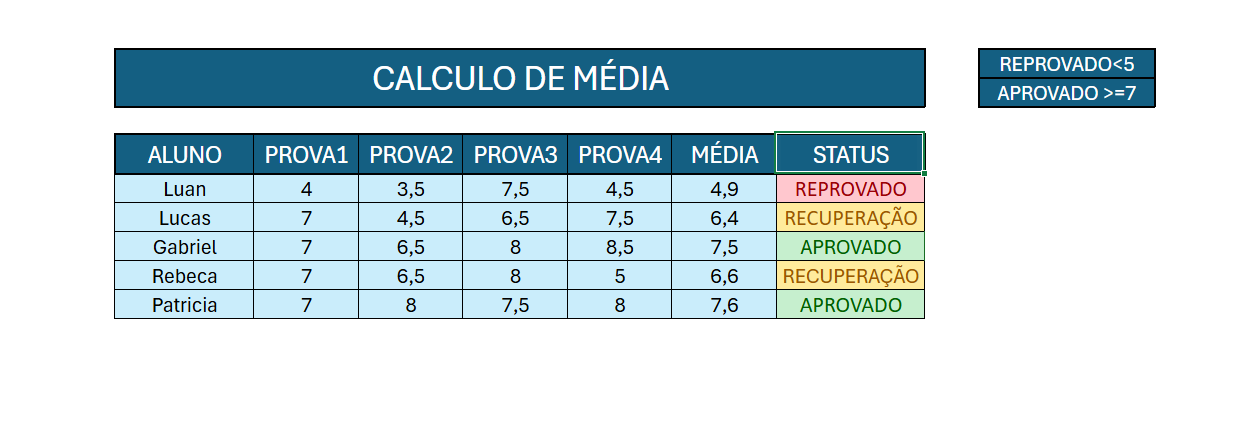 CALCULO DE MÉDIA
REPROVADO<5
APROVADO >=7
ALUNO PROVA1 PROVA2 PROVA3 PROVA4 MÉDIA STATUS
Luan 4 3,5 7,5 4,5 4,9 REPROVADO
Lucas 7 4,5 6,5 7,5 6,4 RECUPERAÇÃO
Gabriel 7 6,5 8 8,5 7,5 APROVADO
Rebeca 7 6,5 8 5 6,6 RECUPERAÇÃO
Patricia 7 8 7,5 8 7,6 APROVADO